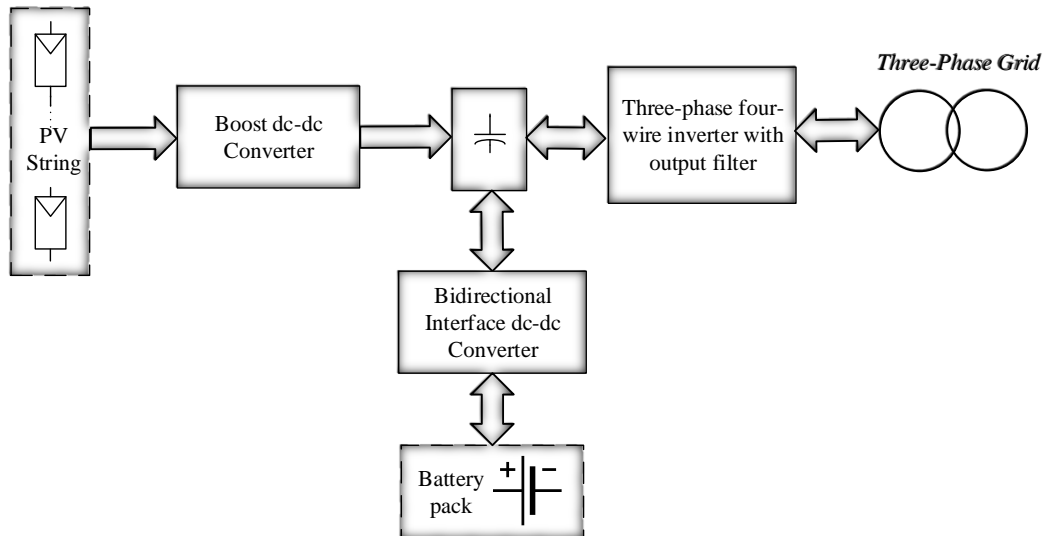 PV
String
Boost dc-dc
Converter
Three-phase four-
wire inverter with
output filter
Three-Phase Grid
Bidirectional
Interface dc-dc
Converter
Battery
pack
+ −